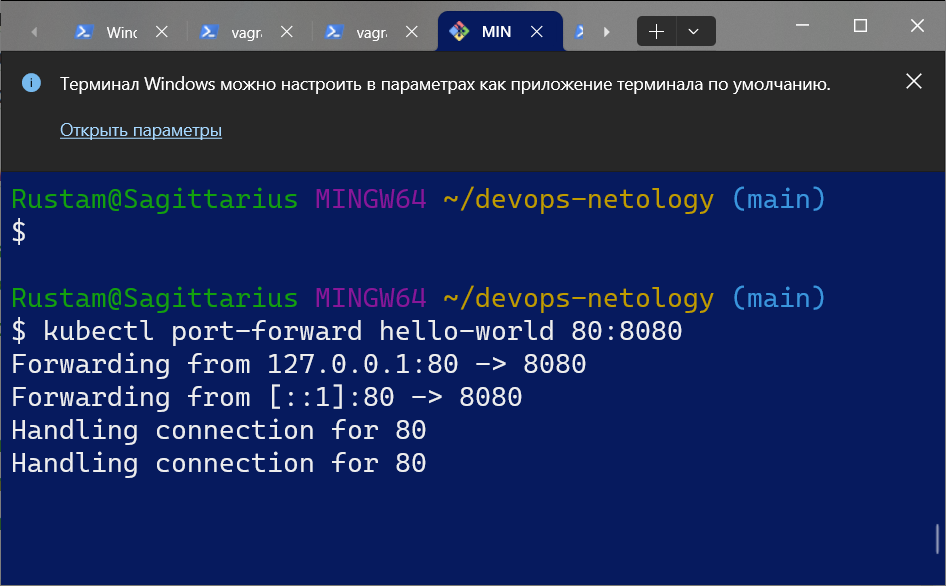 Winc
vagr
vagr
MIN
Терминал Windows можно настроить в параметрах как приложение терминала по умолчанию.
Открыть параметры
Rustam@Sagittarius MINGW64 ~/devops-netology (main)
$
Rustam@Sagittarius MINGW64 ~/devops-netology (main)
$ kubectl port-forward hello-world 80:8080
Forwarding from 127.0.0.1:80 -> 8080
Forwarding from [::1]:80 -> 8080
Handling connection for 80
Handling connection for 80